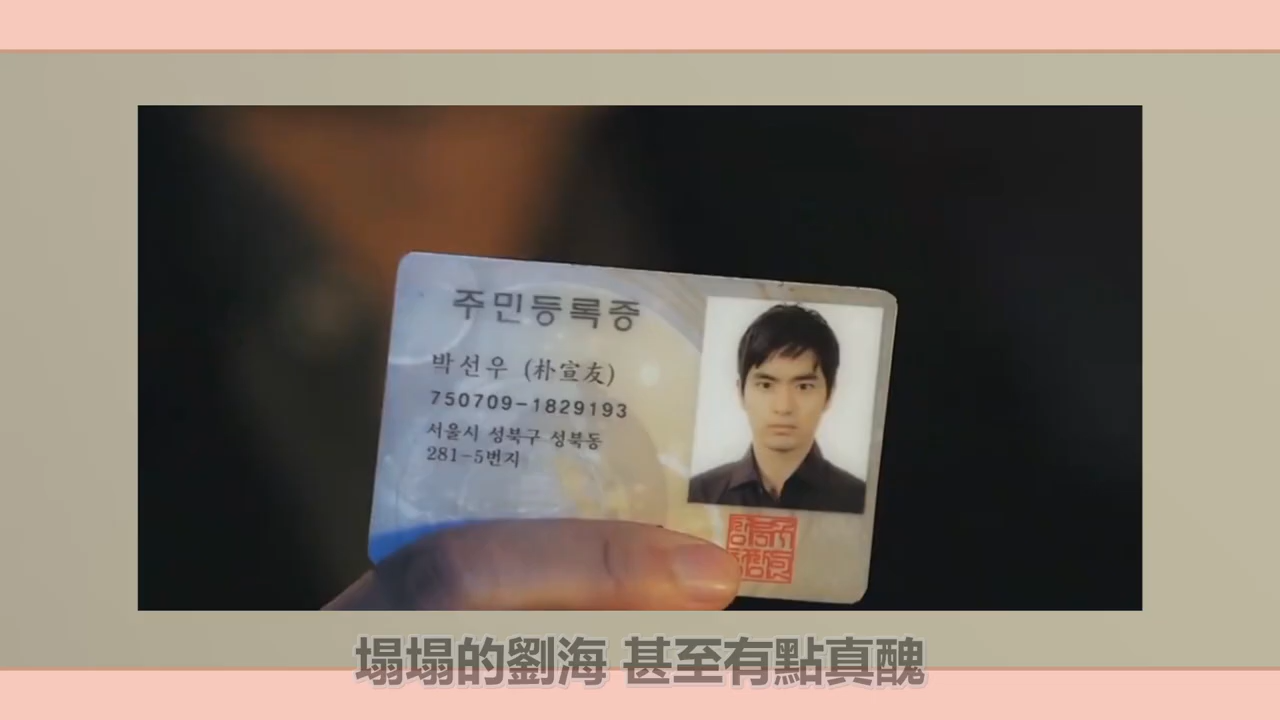 주민등록증
박선우 (朴宣友)
750709-1829193
서울시 성북구 성북동
281-5번지
塌塌的劉海 甚至有點真醜